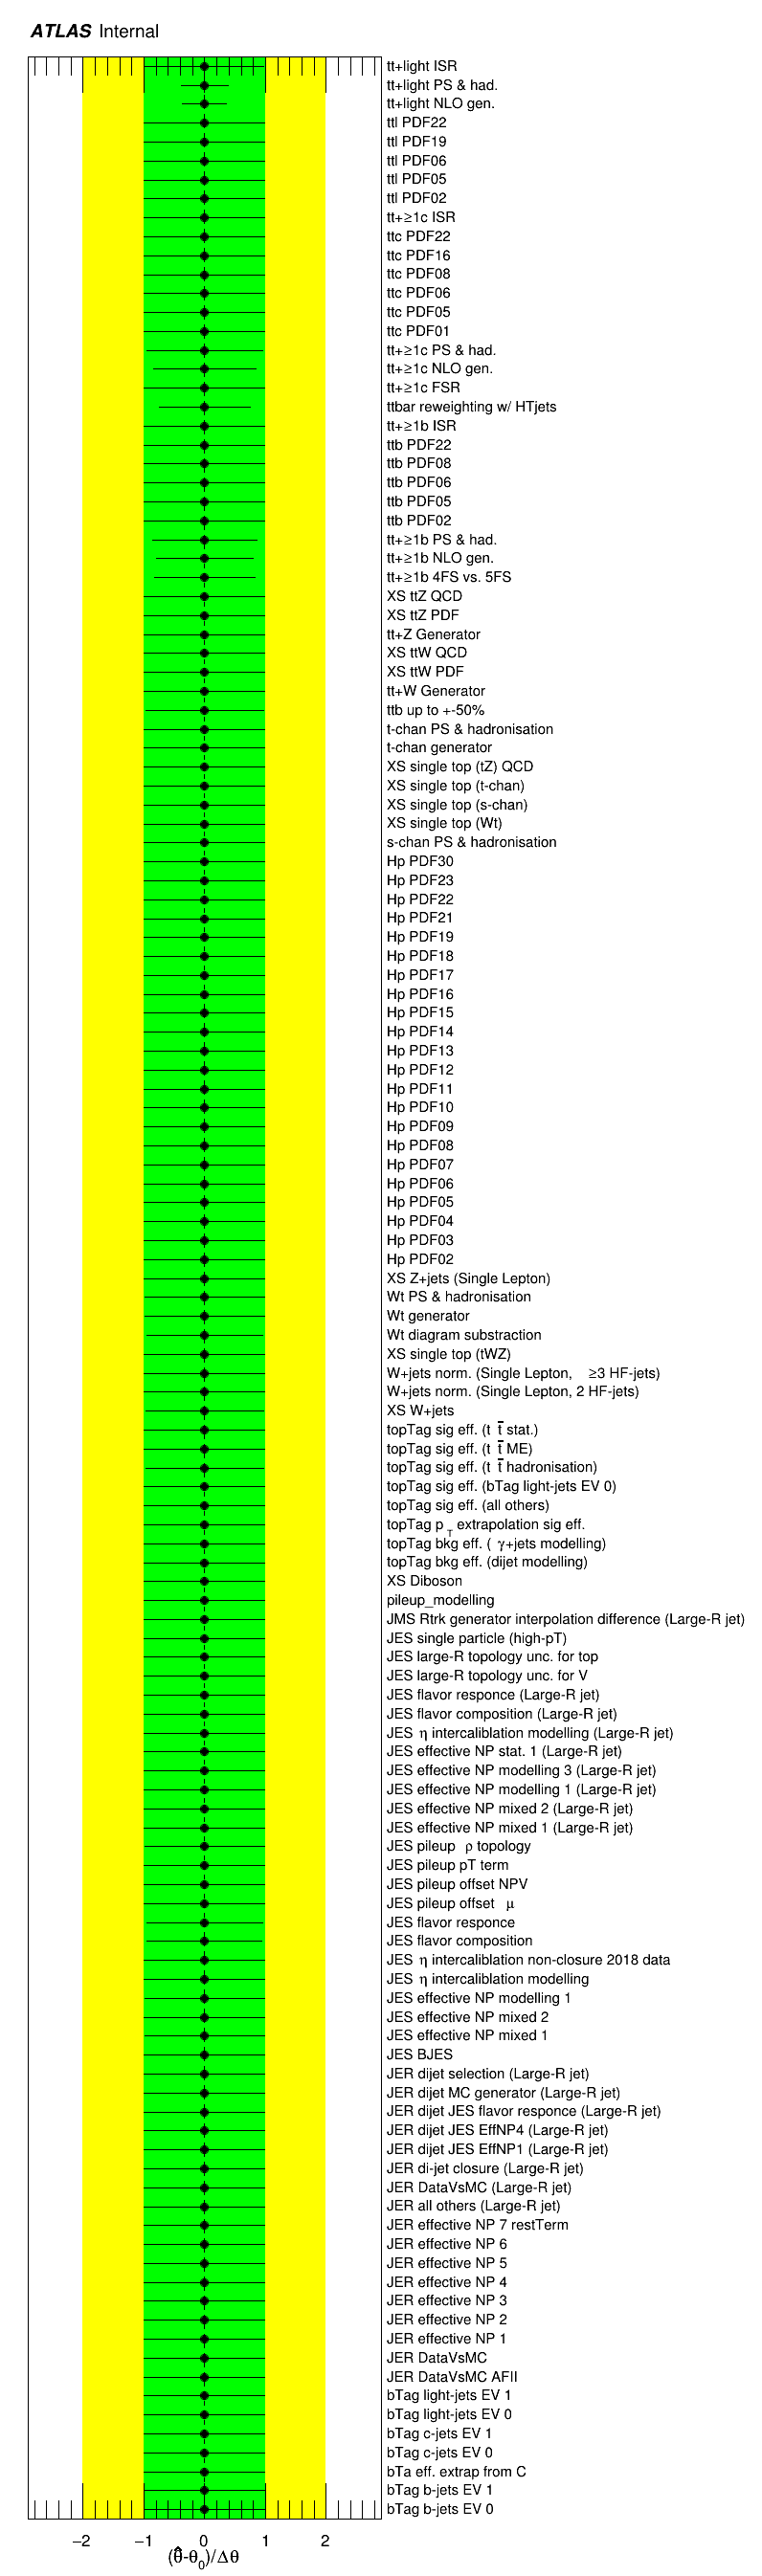 ATLAS Internal
tt+light ISR
tt+light PS & had.
tt+light NLO gen.
ttl PDF22
ttl PDF19
ttl PDF06
ttl PDF05
ttl PDF02
tt+≥1c ISR
ttc PDF22
ttc PDF16
ttc PDF08
ttc PDF06
ttc PDF05
ttc PDF01
tt+≥1c PS & had.
tt+≥1c NLO gen.
tt+≥1c FSR
ttbar reweighting w/ HTjets
tt+≥1b ISR
ttb PDF22
ttb PDF08
ttb PDF06
ttb PDF05
ttb PDF02
tt+≥1b PS & had.
tt+≥1b NLO gen.
tt+≥1b 4FS vs. 5FS
XS ttZ QCD
XS ttZ PDF
tt+Z Generator
XS ttW QCD
XS ttW PDF
tt+W Generator
ttb up to +-50%
t-chan PS & hadronisation
t-chan generator
XS single top (tZ) QCD
XS single top (t-chan)
XS single top (s-chan)
XS single top (Wt)
s-chan PS & hadronisation
Hp PDF30
Hp PDF23
Hp PDF22
Hp PDF21
Hp PDF19
Hp PDF18
Hp PDF17
Hp PDF16
Hp PDF15
Hp PDF14
Hp PDF13
Hp PDF12
Hp PDF11
Hp PDF10
Hp PDF09
Hp PDF08
Hp PDF07
Hp PDF06
Hp PDF05
Hp PDF04
Hp PDF03
Hp PDF02
XS Z+jets (Single Lepton)
Wt PS & hadronisation
Wt generator
Wt diagram substraction
XS single top (tWZ)
W+jets norm. (Single Lepton, ≥3 HF-jets)
W+jets norm. (Single Lepton, 2 HF-jets)
XS W+jets
topTag sig eff. (t t̄ stat.)
topTag sig eff. (t t̄ ME)
topTag sig eff. (t t̄ hadronisation)
topTag sig eff. (bTag light-jets EV 0)
topTag sig eff. (all others)
topTag p_T extrapolation sig eff.
topTag bkg eff. ( γ+jets modelling)
topTag bkg eff. (dijet modelling)
XS Diboson
pileup_modelling
JMS Rtrk generator interpolation difference (Large-R jet)
JES single particle (high-pT)
JES large-R topology unc. for top
JES large-R topology unc. for V
JES flavor responce (Large-R jet)
JES flavor composition (Large-R jet)
JES η intercaliblation modelling (Large-R jet)
JES effective NP stat. 1 (Large-R jet)
JES effective NP modelling 3 (Large-R jet)
JES effective NP modelling 1 (Large-R jet)
JES effective NP mixed 2 (Large-R jet)
JES effective NP mixed 1 (Large-R jet)
JES pileup ρ topology
JES pileup pT term
JES pileup offset NPV
JES pileup offset μ
JES flavor responce
JES flavor composition
JES η intercaliblation non-closure 2018 data
JES η intercaliblation modelling
JES effective NP modelling 1
JES effective NP mixed 2
JES effective NP mixed 1
JES BJES
JER dijet selection (Large-R jet)
JER dijet MC generator (Large-R jet)
JER dijet JES flavor responce (Large-R jet)
JER dijet JES EffNP4 (Large-R jet)
JER dijet JES EffNP1 (Large-R jet)
JER di-jet closure (Large-R jet)
JER DataVsMC (Large-R jet)
JER all others (Large-R jet)
JER effective NP 7 restTerm
JER effective NP 6
JER effective NP 5
JER effective NP 4
JER effective NP 3
JER effective NP 2
JER effective NP 1
JER DataVsMC
JER DataVsMC AFII
bTag light-jets EV 1
bTag light-jets EV 0
bTag c-jets EV 1
bTag c-jets EV 0
bTa eff. extrap from C
bTag b-jets EV 1
bTag b-jets EV 0
−2 −1 0 1 2
(θ̂-θ₀)/Δθ